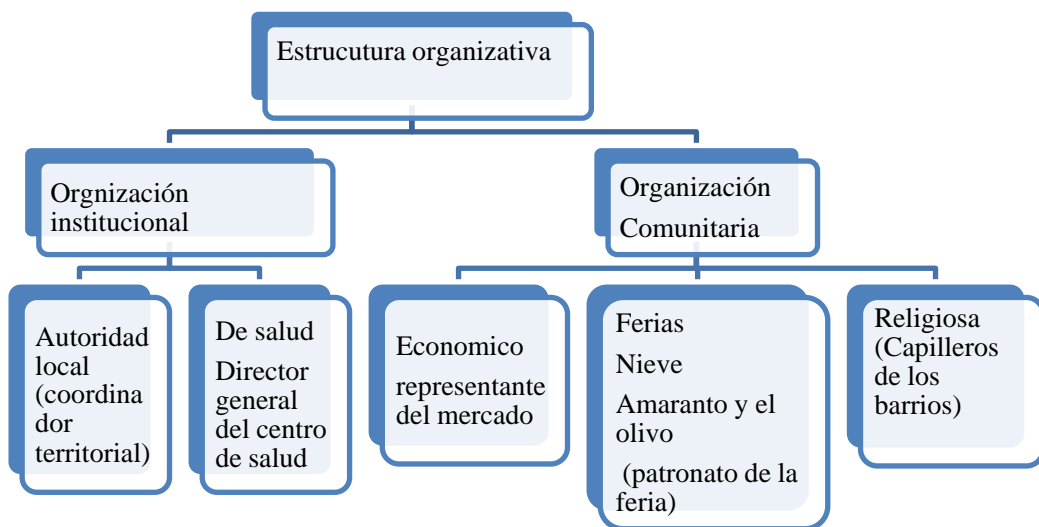 Estrucutura organizativa
Orgnización
institucional
Organización
Comunitaria
Autoridad
local
(coordina
dor
territorial)
De salud
Director
general
del centro
de salud
Economico
representante
del mercado
Ferias
Nieve
Amaranto y el
olivo
(patronato de la
feria)
Religiosa
(Capilleros
de los
barrios)